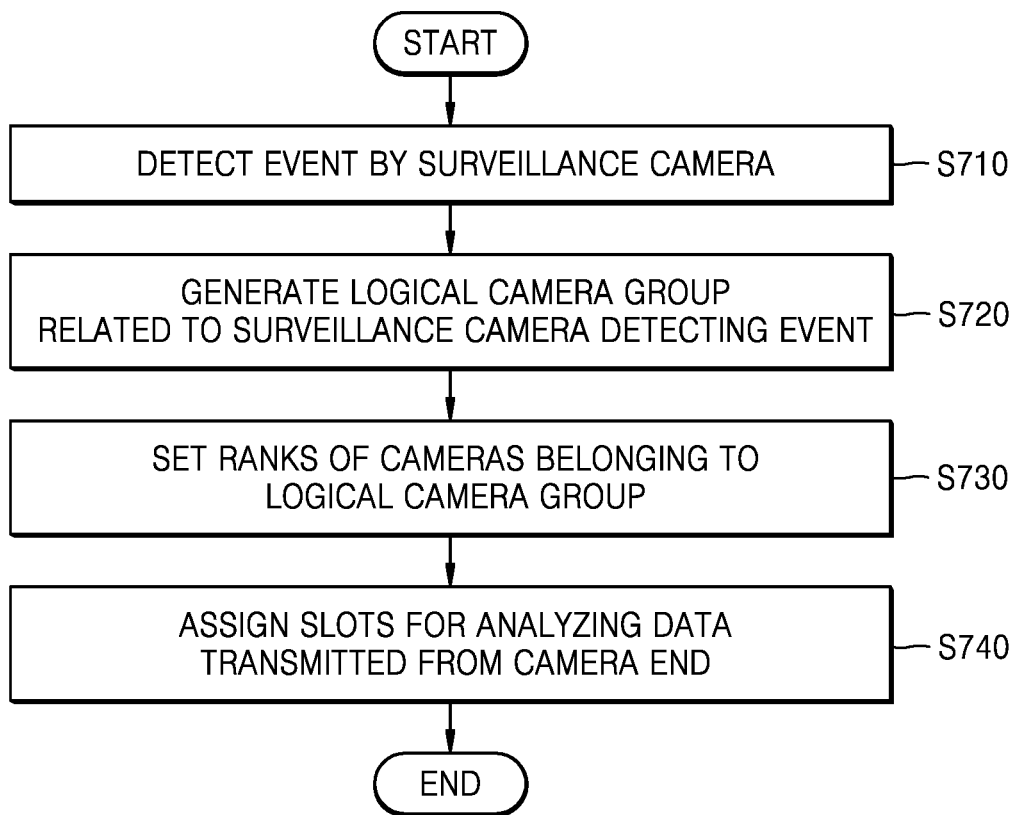 START
DETECT EVENT BY SURVEILLANCE CAMERA
S710
GENERATE LOGICAL CAMERA GROUP
RELATED TO SURVEILLANCE CAMERA DETECTING EVENT
S720
SET RANKS OF CAMERAS BELONGING TO
LOGICAL CAMERA GROUP
S730
ASSIGN SLOTS FOR ANALYZING DATA
TRANSMITTED FROM CAMERA END
S740
END